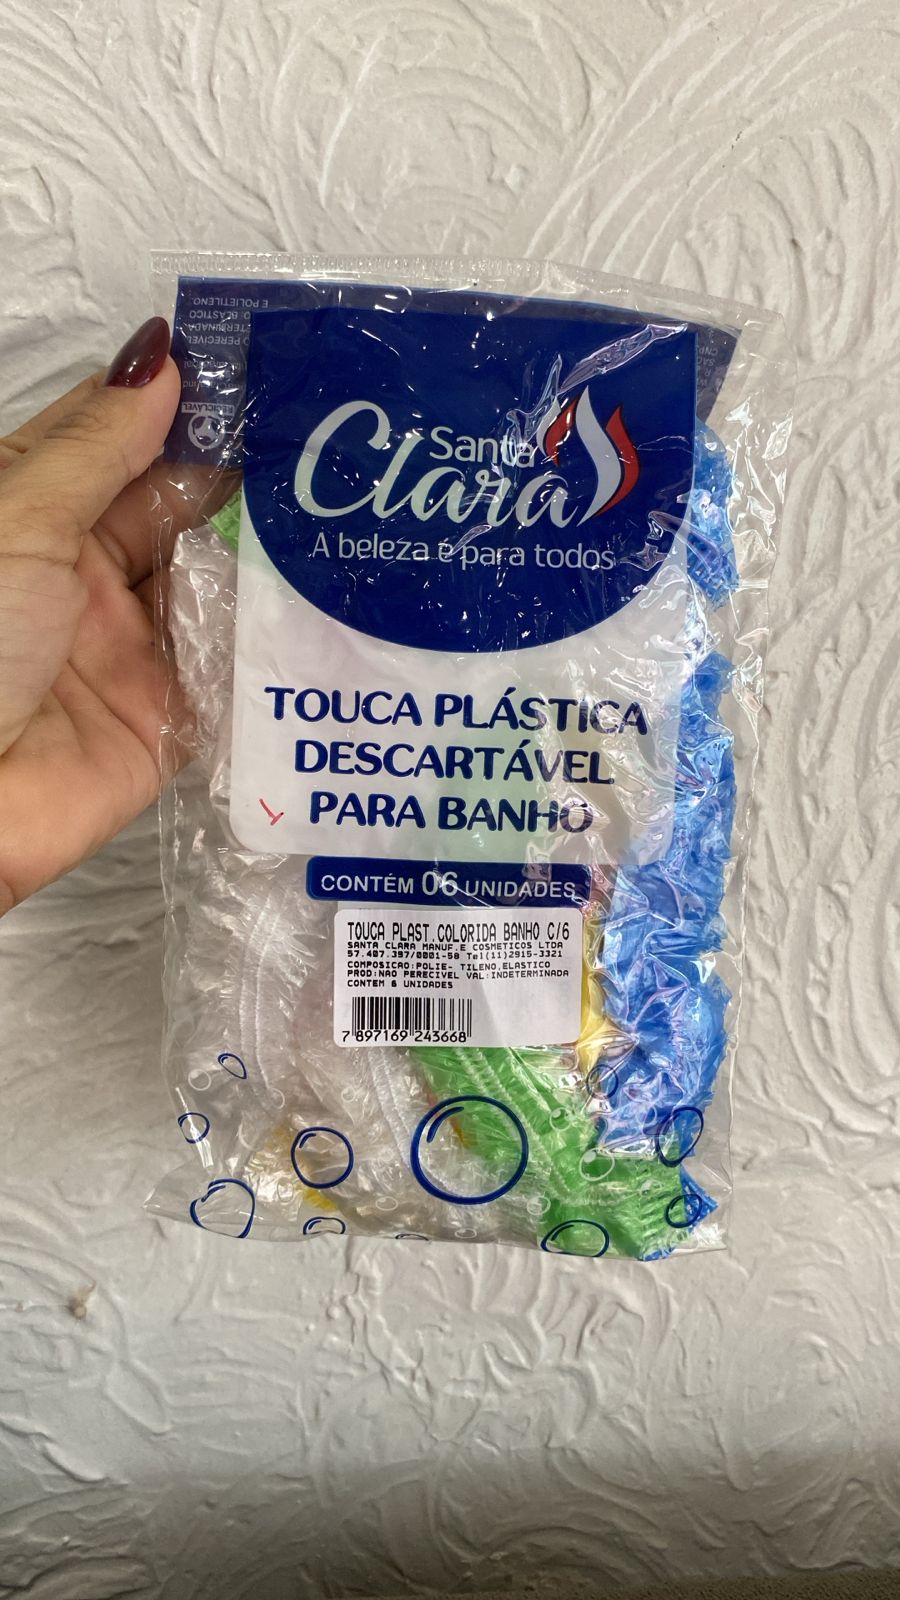 E POLIETILENO
RECICLÁVEL
Santa
Clara
A beleza é para todos
TOUCA PLÁSTICA
DESCARTÁVEL
PARA BANHO
CONTÉM 06 UNIDADES
TOUCA PLAST.COLORIDA BANHO C/6
SANTA CLARA MANUF.E COSMETICOS LTDA
57.407.397/0001-58 Tel(11)2915-3321
COMPOSICAO:POLIE- TILENO,ELASTICO
PROD:NAO PERECIVEL VAL:INDETERMINADA
CONTEM 6 UNIDADES
7 897169 243668